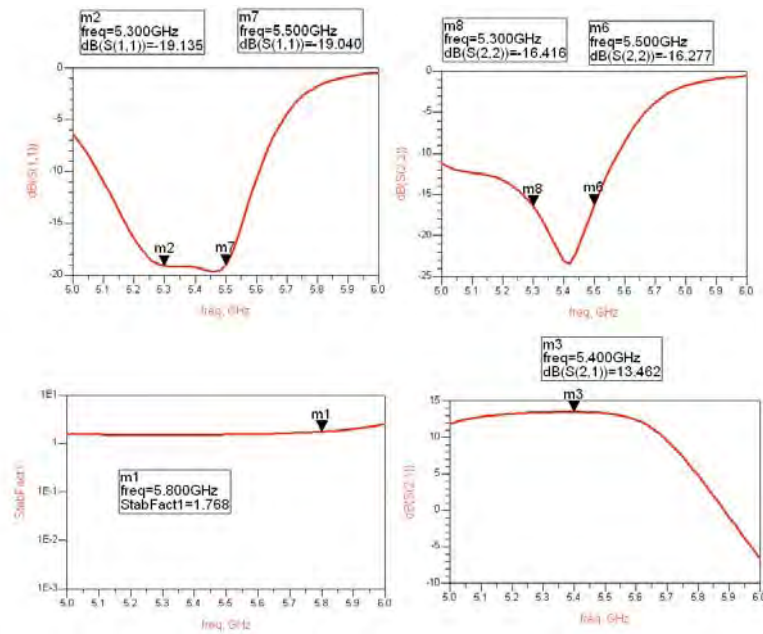 m2
freq=5.300GHz
dB(S(1,1))=-19.135
m7
freq=5.500GHz
dB(S(1,1))=-19.040
m8
freq=5.300GHz
dB(S(2,2))=-16.416
m6
freq=5.500GHz
dB(S(2,2))=-16.277
dB(S(1,1))
0
-5
-10
-15
-20
m2
m7
5.0 5.1 5.2 5.3 5.4 5.5 5.6 5.7 5.8 5.9 6.0
freq, GHz
dB(S(2,2))
0
-5
-10
-15
-20
-25
m8
m6
5.0 5.1 5.2 5.3 5.4 5.5 5.6 5.7 5.8 5.9 6.0
freq, GHz
StabFact1
1E1
1
1E-1
1E-2
1E-3
m1
m1
freq=5.800GHz
StabFact1=1.768
5.0 5.1 5.2 5.3 5.4 5.5 5.6 5.7 5.8 5.9 6.0
freq, GHz
m3
freq=5.400GHz
dB(S(2,1))=13.462
dB(S(2,1))
15
10
5
0
-5
-10
m3
5.0 5.1 5.2 5.3 5.4 5.5 5.6 5.7 5.8 5.9 6.0
freq, GHz